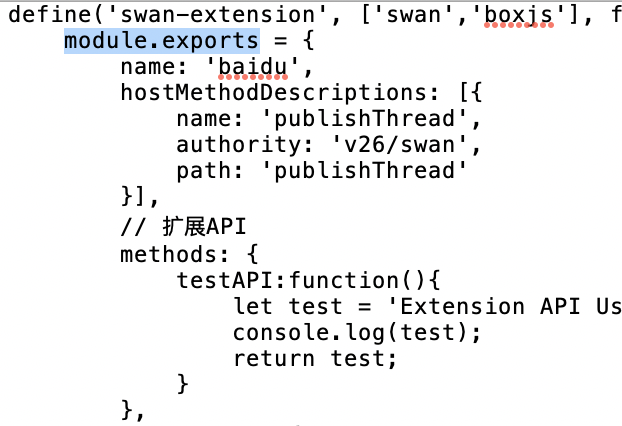 define('swan-extension', ['swan','boxjs'], f
module.exports = {
name: 'baidu',
hostMethodDescriptions: [{
name: 'publishThread',
authority: 'v26/swan',
path: 'publishThread'
}],
// 扩展API
methods: {
testAPI:function(){
let test = 'Extension API Us
console.log(test);
return test;
}
},